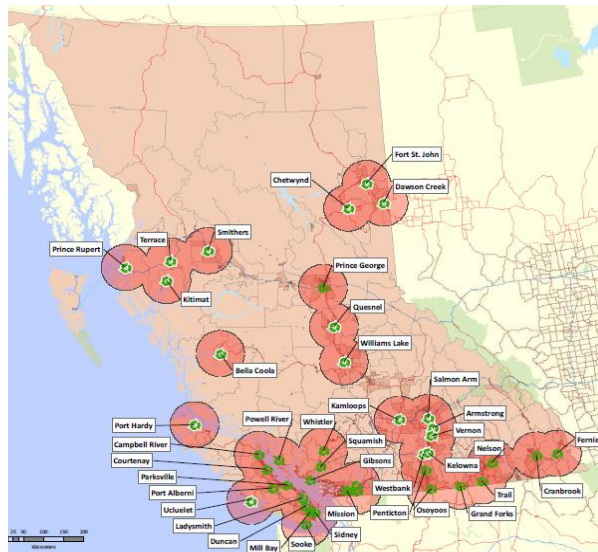 Fort St. John
Chetwynd
Dawson Creek
Smithers
Terrace
Prince Rupert
Prince George
Kitimat
Quesnel
Williams Lake
Bella Coola
Salmon Arm
Kamloops
Armstrong
Powell River
Whistler
Port Hardy
Vernon
Campbell River
Squamish
Nelson
Fernie
Courtenay
Gibsons
Kelowna
Parksville
Westbank
Port Alberni
Cranbrook
Trail
Ucluelet
Mission
Penticton
Osoyoos
Grand Forks
Ladysmith
Duncan
Sidney
Sooke
Mill Bay
25 50 100 150 200
Kilometers